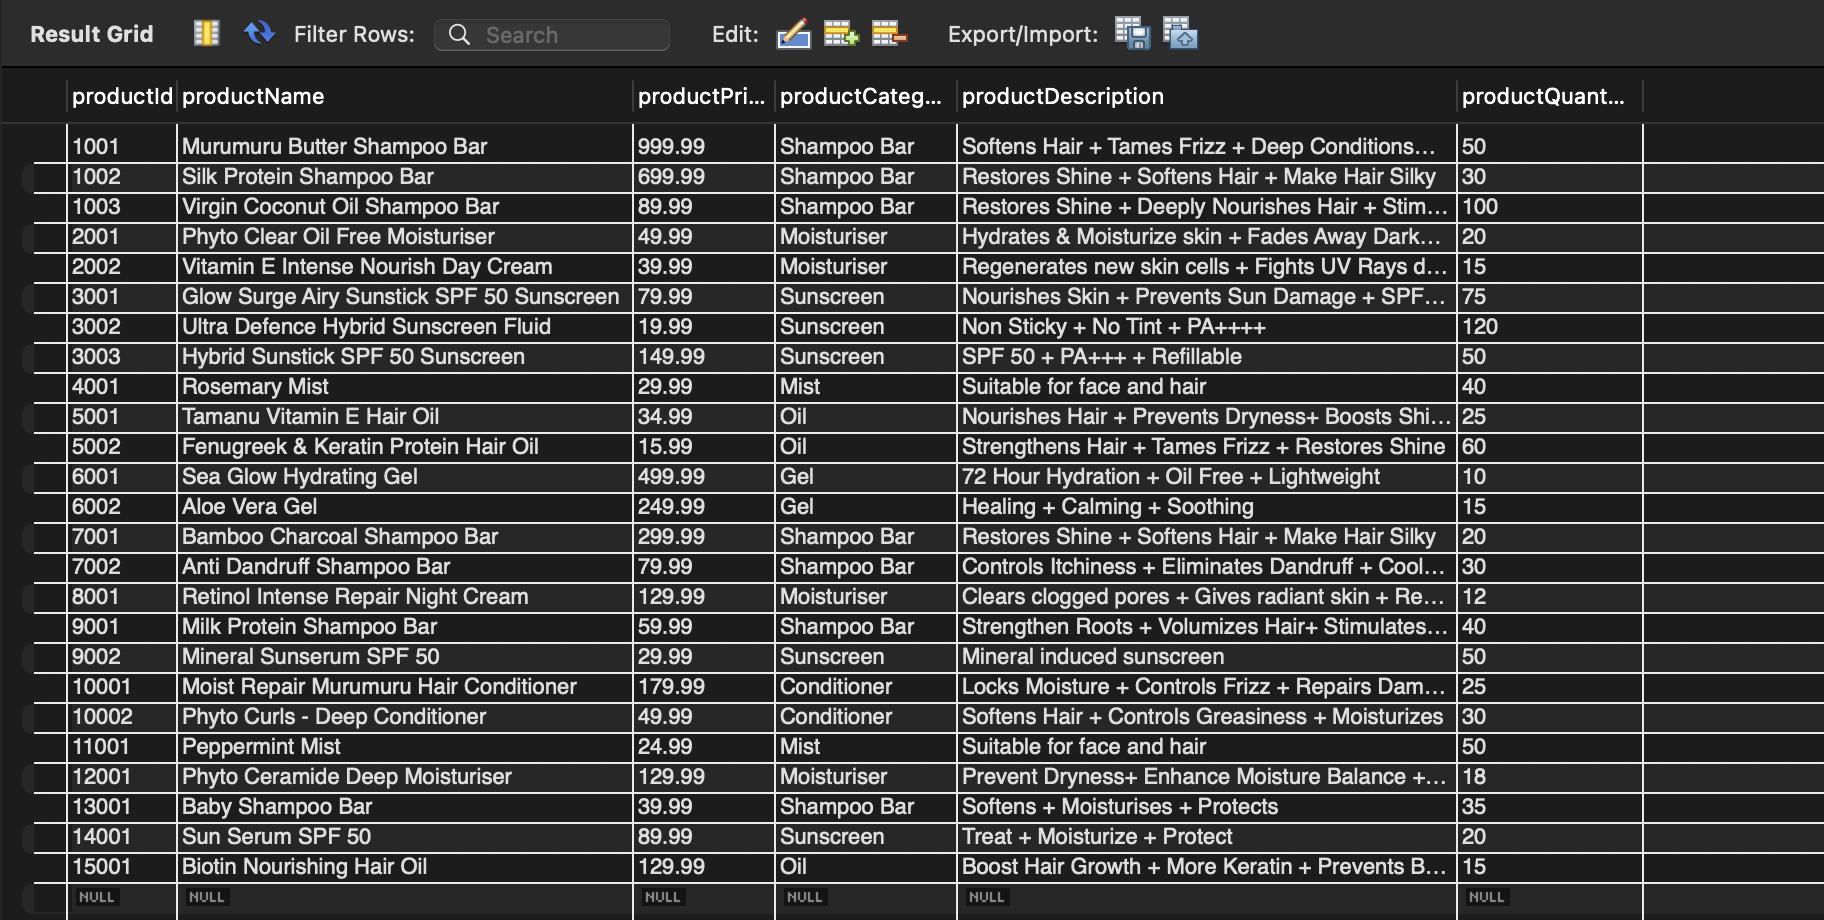 Result Grid Filter Rows: Search Edit: Export/Import:
productId productName productPri... productCateg... productDescription productQuant...
1001 Murumuru Butter Shampoo Bar 999.99 Shampoo Bar Softens Hair + Tames Frizz + Deep Conditions... 50
1002 Silk Protein Shampoo Bar 699.99 Shampoo Bar Restores Shine + Softens Hair + Make Hair Silky 30
1003 Virgin Coconut Oil Shampoo Bar 89.99 Shampoo Bar Restores Shine + Deeply Nourishes Hair + Stim... 100
2001 Phyto Clear Oil Free Moisturiser 49.99 Moisturiser Hydrates & Moisturize skin + Fades Away Dark... 20
2002 Vitamin E Intense Nourish Day Cream 39.99 Moisturiser Regenerates new skin cells + Fights UV Rays d... 15
3001 Glow Surge Airy Sunstick SPF 50 Sunscreen 79.99 Sunscreen Nourishes Skin + Prevents Sun Damage + SPF... 75
3002 Ultra Defence Hybrid Sunscreen Fluid 19.99 Sunscreen Non Sticky + No Tint + PA++++ 120
3003 Hybrid Sunstick SPF 50 Sunscreen 149.99 Sunscreen SPF 50 + PA+++ + Refillable 50
4001 Rosemary Mist 29.99 Mist Suitable for face and hair 40
5001 Tamanu Vitamin E Hair Oil 34.99 Oil Nourishes Hair + Prevents Dryness+ Boosts Shi... 25
5002 Fenugreek & Keratin Protein Hair Oil 15.99 Oil Strengthens Hair + Tames Frizz + Restores Shine 60
6001 Sea Glow Hydrating Gel 499.99 Gel 72 Hour Hydration + Oil Free + Lightweight 10
6002 Aloe Vera Gel 249.99 Gel Healing + Calming + Soothing 15
7001 Bamboo Charcoal Shampoo Bar 299.99 Shampoo Bar Restores Shine + Softens Hair + Make Hair Silky 20
7002 Anti Dandruff Shampoo Bar 79.99 Shampoo Bar Controls Itchiness + Eliminates Dandruff + Cool... 30
8001 Retinol Intense Repair Night Cream 129.99 Moisturiser Clears clogged pores + Gives radiant skin + Re... 12
9001 Milk Protein Shampoo Bar 59.99 Shampoo Bar Strengthen Roots + Volumizes Hair+ Stimulates... 40
9002 Mineral Sunserum SPF 50 29.99 Sunscreen Mineral induced sunscreen 50
10001 Moist Repair Murumuru Hair Conditioner 179.99 Conditioner Locks Moisture + Controls Frizz + Repairs Dam... 25
10002 Phyto Curls - Deep Conditioner 49.99 Conditioner Softens Hair + Controls Greasiness + Moisturizes 30
11001 Peppermint Mist 24.99 Mist Suitable for face and hair 50
12001 Phyto Ceramide Deep Moisturiser 129.99 Moisturiser Prevent Dryness+ Enhance Moisture Balance +... 18
13001 Baby Shampoo Bar 39.99 Shampoo Bar Softens + Moisturises + Protects 35
14001 Sun Serum SPF 50 89.99 Sunscreen Treat + Moisturize + Protect 20
15001 Biotin Nourishing Hair Oil 129.99 Oil Boost Hair Growth + More Keratin + Prevents B... 15
NULL NULL NULL NULL NULL NULL